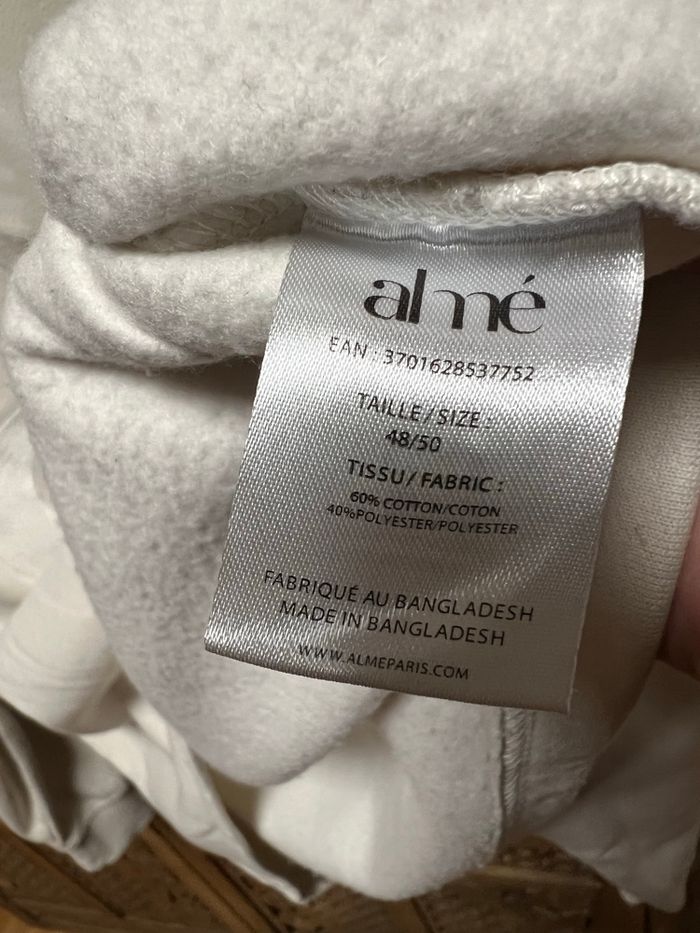 almé
EAN : 3701628537752
TAILLE/SIZE :
48/50
TISSU/ FABRIC :
60% COTTON/COTON
40%POLYESTER/POLYESTER
FABRIQUÉ AU BANGLADESH
MADE IN BANGLADESH
WWW.ALMEPARIS.COM